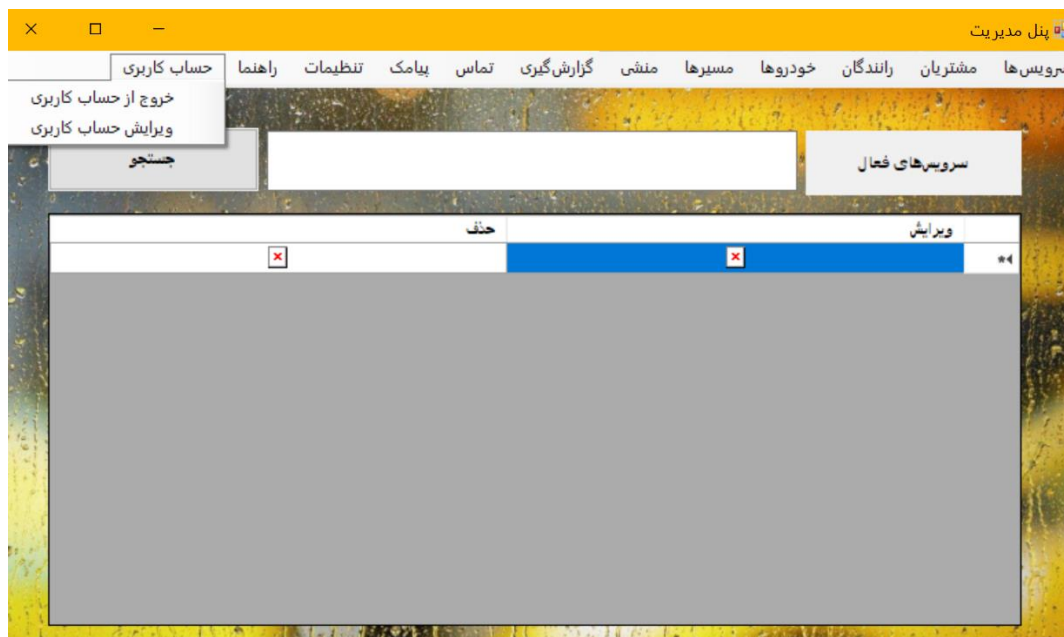 پنل مدیریت
سرویس‌ها مشتریان رانندگان خودروها مسیرها منشی گزارش‌گیری تماس پیامک تنظیمات راهنما حساب کاربری
خروج از حساب کاربری
ویرایش حساب کاربری
سرویس‌های فعال جستجو
ویرایش حذف